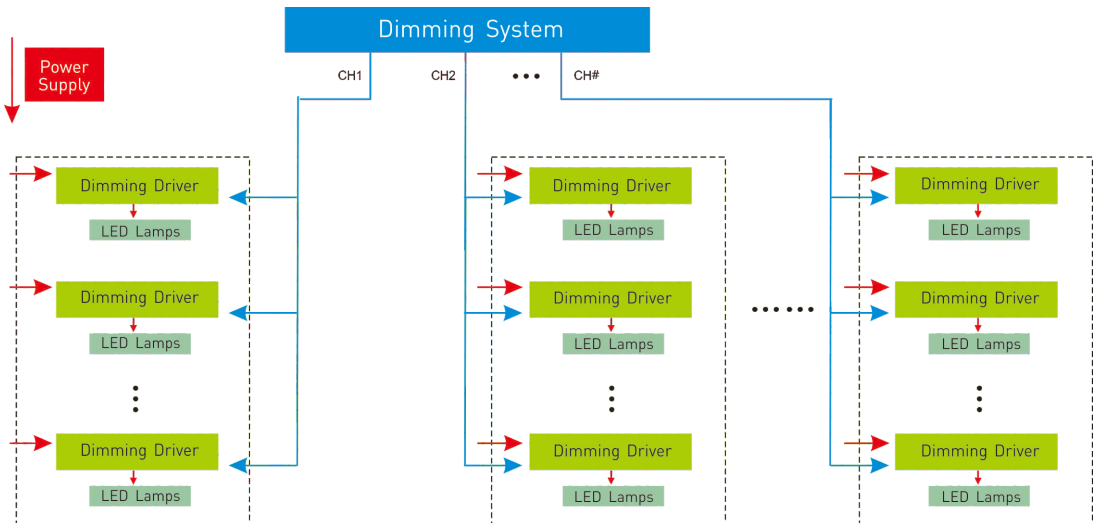 Dimming System
Power
Supply
CH1
CH2
CH#
Dimming Driver
LED Lamps
Dimming Driver
LED Lamps
Dimming Driver
LED Lamps
Dimming Driver
LED Lamps
Dimming Driver
LED Lamps
Dimming Driver
LED Lamps
Dimming Driver
LED Lamps
Dimming Driver
LED Lamps
Dimming Driver
LED Lamps